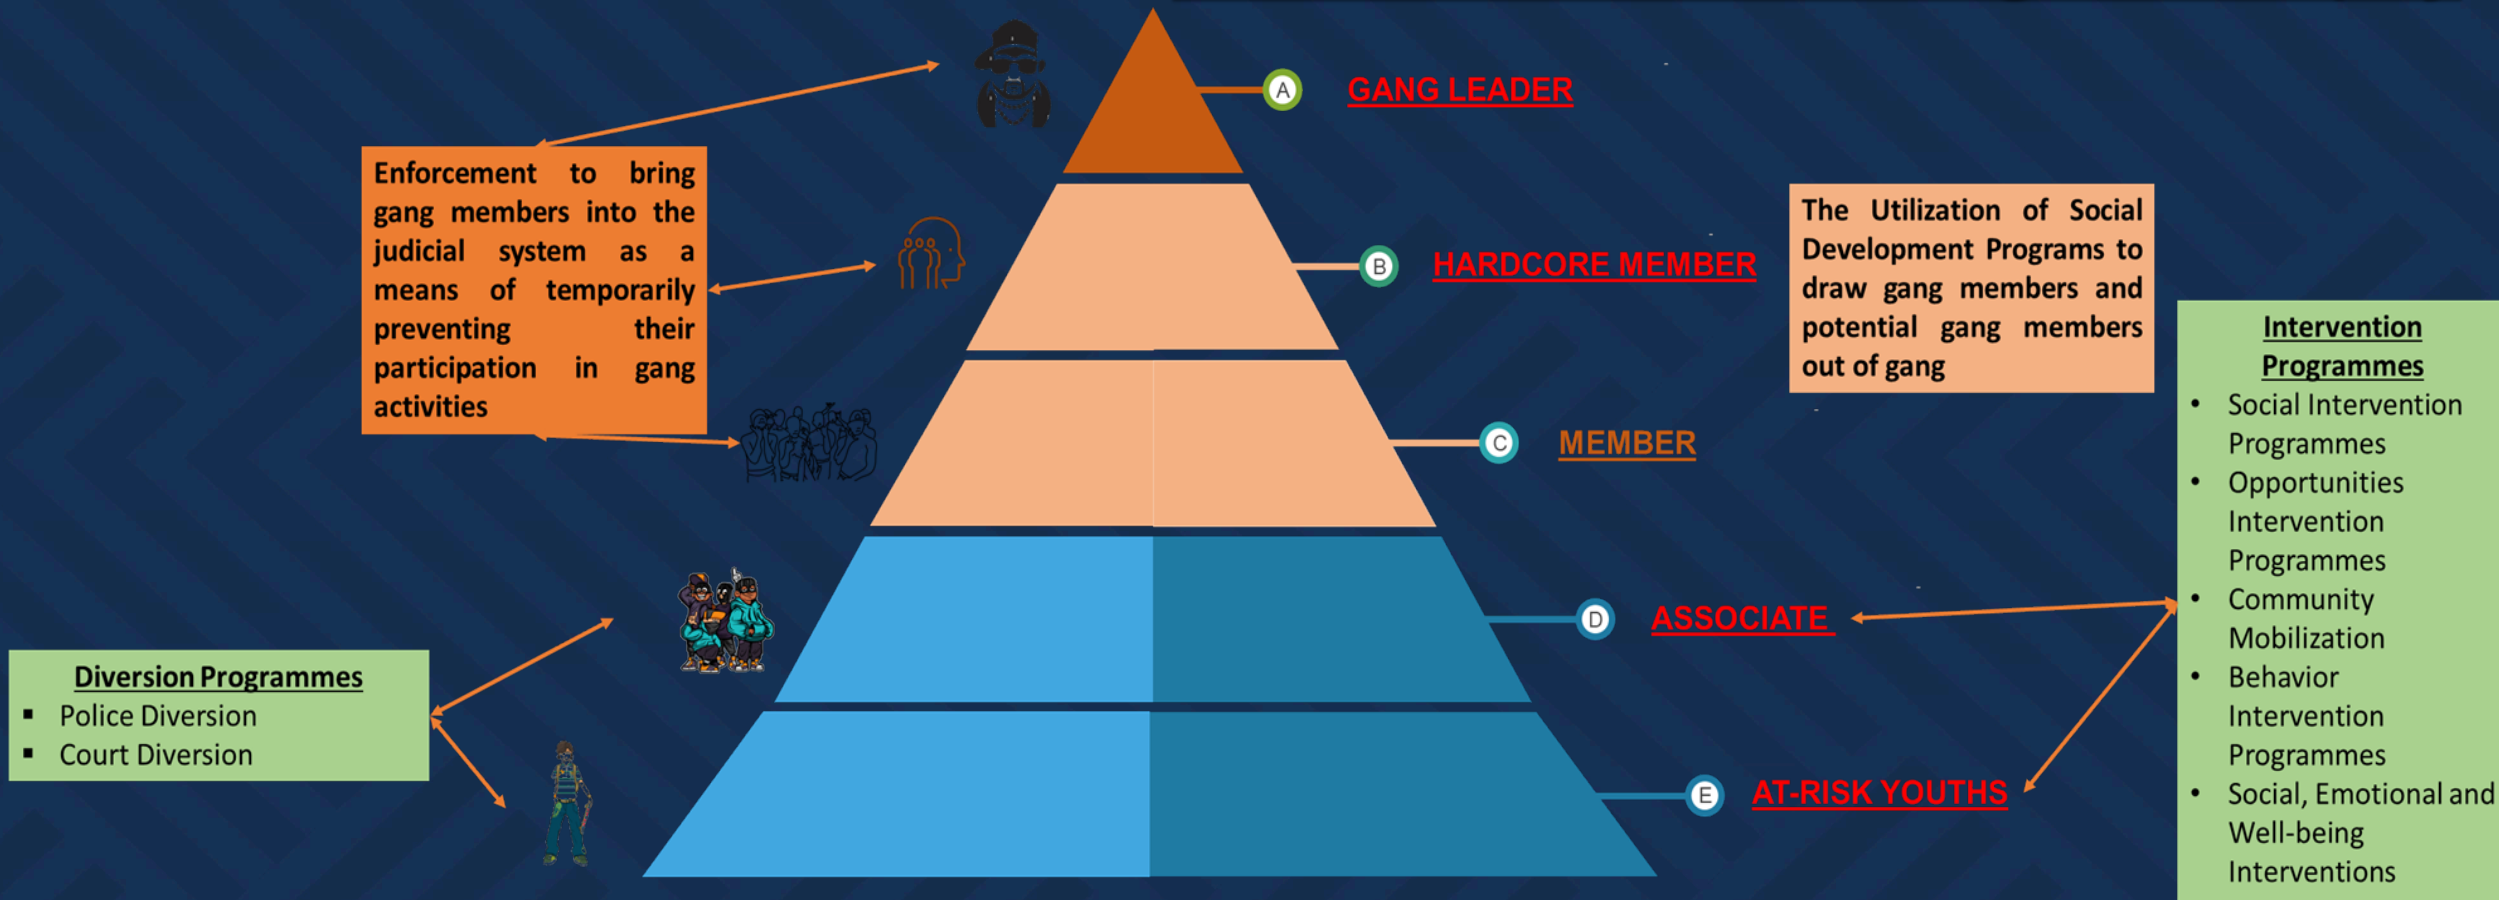 A
GANG LEADER
Enforcement to bring
gang members into the
judicial system as a
means of temporarily
preventing their
participation in gang
activities
B
HARDCORE MEMBER
The Utilization of Social
Development Programs to
draw gang members and
potential gang members
out of gang
C
MEMBER
Intervention
Programmes
• Social Intervention
Programmes
• Opportunities
Intervention
Programmes
• Community
Mobilization
• Behavior
Intervention
Programmes
• Social, Emotional and
Well-being
Interventions
D
ASSOCIATE
Diversion Programmes
▪ Police Diversion
▪ Court Diversion
E
AT-RISK YOUTHS